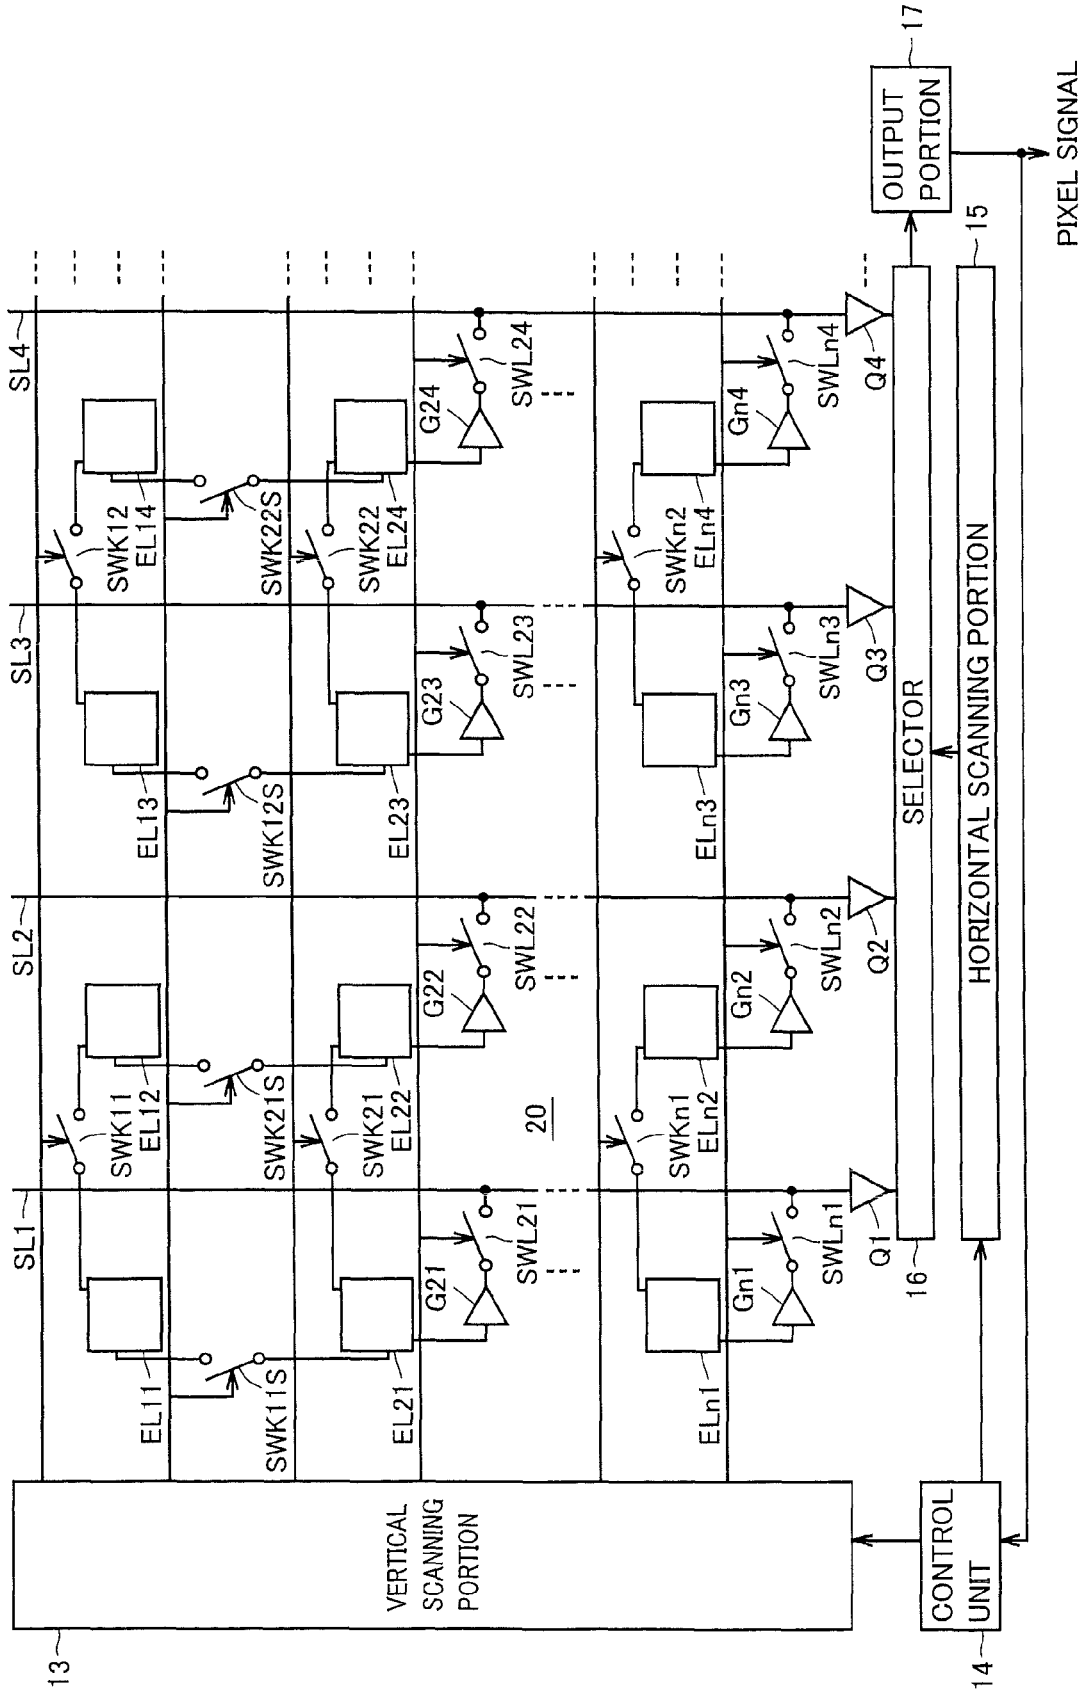 SL1
SL2
SL3
SL4
SWK11
EL12
SWK12
EL14
EL11
EL13
SWK11S
SWK21S
SWK12S
SWK22S
SWK21
EL22
SWK22
EL24
EL21
G21
G22
EL23
G23
G24
SWL21
SWL22
SWL23
SWL24
20
SWKn1
ELn2
SWKn2
ELn4
ELn1
Gn1
Gn2
ELn3
Gn3
Gn4
SWLn1
SWLn2
SWLn3
SWLn4
Q1
Q2
Q3
Q4
VERTICAL
SCANNING
PORTION
13
CONTROL
UNIT
14
16
SELECTOR
HORIZONTAL SCANNING PORTION
15
OUTPUT
PORTION
17
PIXEL SIGNAL